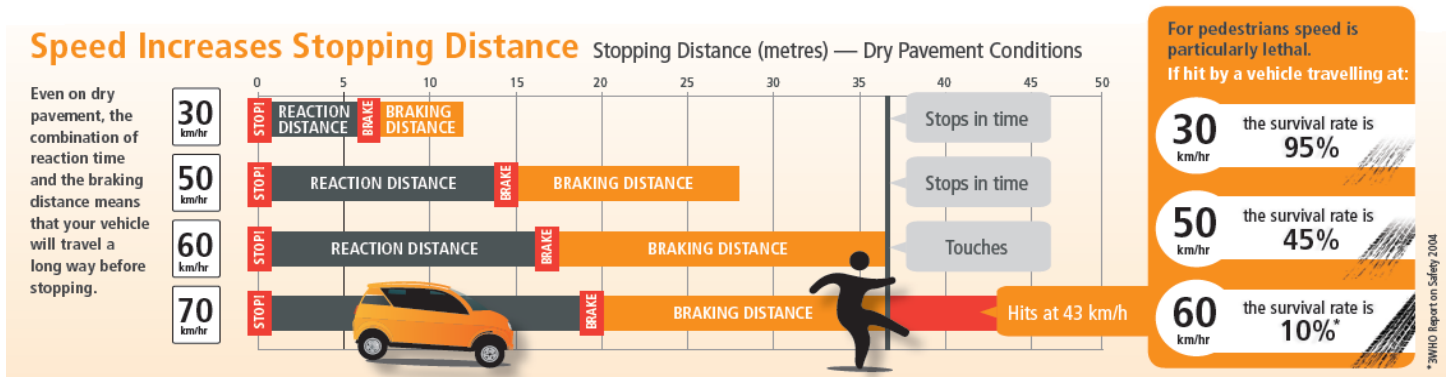 Speed Increases Stopping Distance Stopping Distance (metres) — Dry Pavement Conditions
Even on dry
pavement, the
combination of
reaction time
and the braking
distance means
that your vehicle
will travel a
long way before
stopping.
0 5 10 15 20 25 30 35 40 45 50
30
km/hr
STOP!
REACTION
DISTANCE
BRAKE
BRAKING
DISTANCE
Stops in time
50
km/hr
STOP!
REACTION DISTANCE
BRAKE
BRAKING DISTANCE
Stops in time
60
km/hr
STOP!
REACTION DISTANCE
BRAKE
BRAKING DISTANCE
Touches
70
km/hr
STOP!
BRAKE
BRAKING DISTANCE
Hits at 43 km/h
For pedestrians speed is
particularly lethal.
If hit by a vehicle travelling at:
30
km/hr
the survival rate is
95%
50
km/hr
the survival rate is
45%
60
km/hr
the survival rate is
10%*
*3WHO Report on Safety 2004